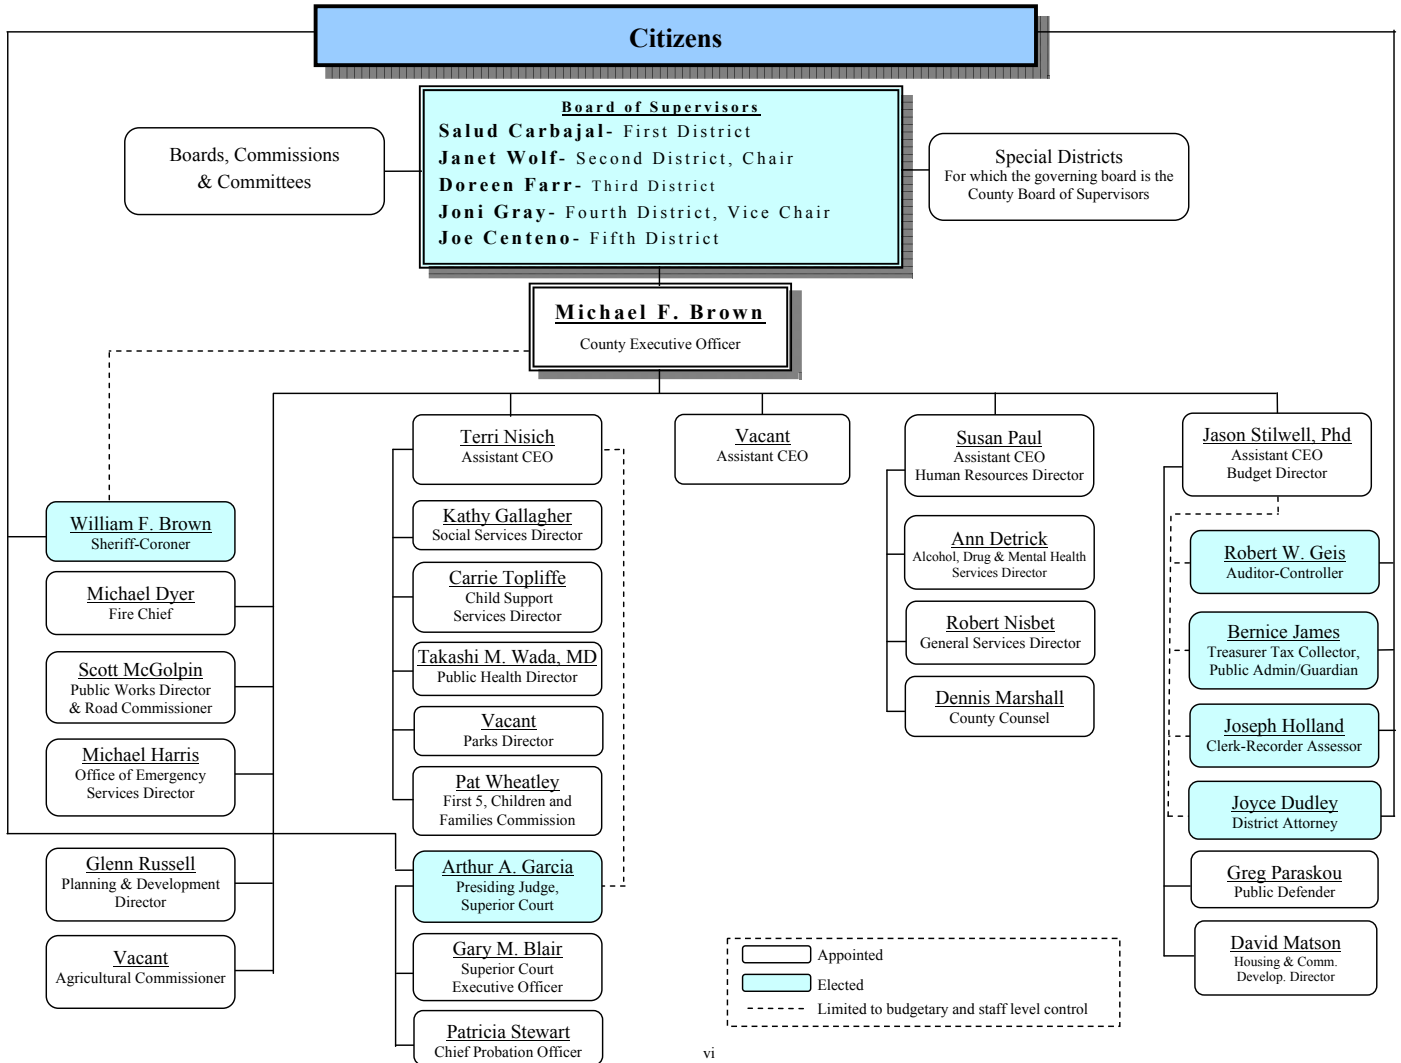 Citizens
Board of Supervisors
Salud Carbajal- First District
Janet Wolf- Second District, Chair
Doreen Farr- Third District
Joni Gray- Fourth District, Vice Chair
Joe Centeno- Fifth District
Boards, Commissions
& Committees
Special Districts
For which the governing board is the
County Board of Supervisors
Michael F. Brown
County Executive Officer
William F. Brown
Sheriff-Coroner
Michael Dyer
Fire Chief
Scott McGolpin
Public Works Director
& Road Commissioner
Michael Harris
Office of Emergency
Services Director
Glenn Russell
Planning & Development
Director
Vacant
Agricultural Commissioner
Terri Nisich
Assistant CEO
Kathy Gallagher
Social Services Director
Carrie Topliffe
Child Support
Services Director
Takashi M. Wada, MD
Public Health Director
Vacant
Parks Director
Pat Wheatley
First 5, Children and
Families Commission
Arthur A. Garcia
Presiding Judge,
Superior Court
Gary M. Blair
Superior Court
Executive Officer
Patricia Stewart
Chief Probation Officer
Vacant
Assistant CEO
Susan Paul
Assistant CEO
Human Resources Director
Ann Detrick
Alcohol, Drug & Mental Health
Services Director
Robert Nisbet
General Services Director
Dennis Marshall
County Counsel
Jason Stilwell, Phd
Assistant CEO
Budget Director
Robert W. Geis
Auditor-Controller
Bernice James
Treasurer Tax Collector,
Public Admin/Guardian
Joseph Holland
Clerk-Recorder Assessor
Joyce Dudley
District Attorney
Greg Paraskou
Public Defender
David Matson
Housing & Comm.
Develop. Director
Appointed
Elected
Limited to budgetary and staff level control
vi